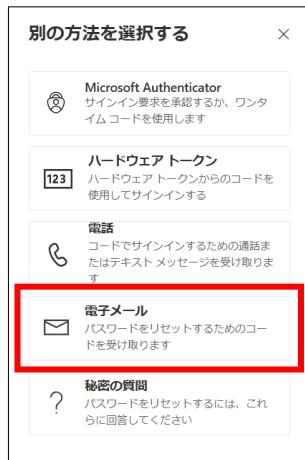 別の方法を選択する
Microsoft Authenticator
サインイン要求を承認するか、ワンタ
イム コードを使用します
ハードウェア トークン
123
ハードウェア トークンからのコードを
使用してサインインする
電話
コードでサインインするための通話ま
たはテキスト メッセージを受け取りま
す
電子メール
パスワードをリセットするためのコー
ドを受け取ります
秘密の質問
パスワードをリセットするには、これ
らに回答してください